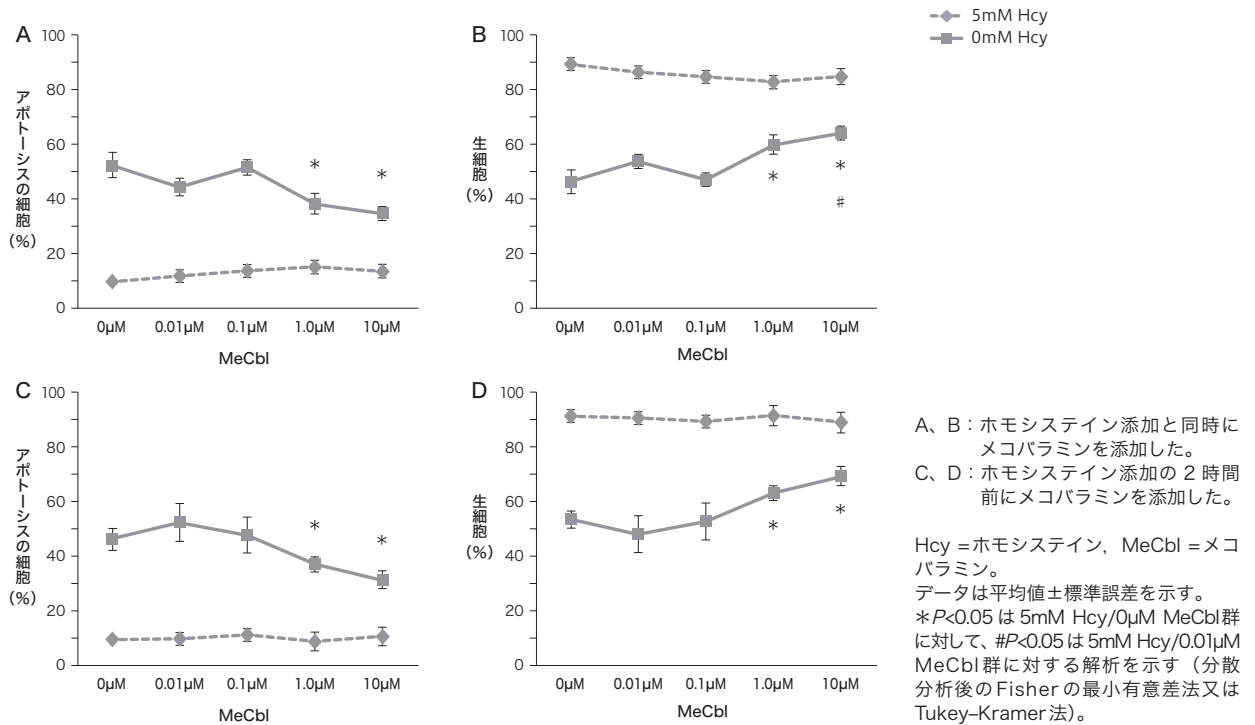 5mM Hcy
0mM Hcy
A
100
80
60
40
20
0
アポトーシスの細胞
(%)
*
*
0μM
0.01μM
0.1μM
1.0μM
10μM
MeCbl
B
100
80
60
40
20
0
生細胞
(%)
*
*
#
0μM
0.01μM
0.1μM
1.0μM
10μM
MeCbl
C
100
80
60
40
20
0
アポトーシスの細胞
(%)
*
*
0μM
0.01μM
0.1μM
1.0μM
10μM
MeCbl
D
100
80
60
40
20
0
生細胞
(%)
*
*
0μM
0.01μM
0.1μM
1.0μM
10μM
MeCbl
A、B：ホモシステイン添加と同時に
メコバラミンを添加した。
C、D：ホモシステイン添加の2時間
前にメコバラミンを添加した。
Hcy =ホモシステイン，MeCbl =メコ
バラミン。
データは平均値±標準誤差を示す。
*P<0.05は5mM Hcy/0μM MeCbl群
に対して、#P<0.05は5mM Hcy/0.01μM
MeCbl群に対する解析を示す（分散
分析後のFisherの最小有意差法又は
Tukey–Kramer法）。